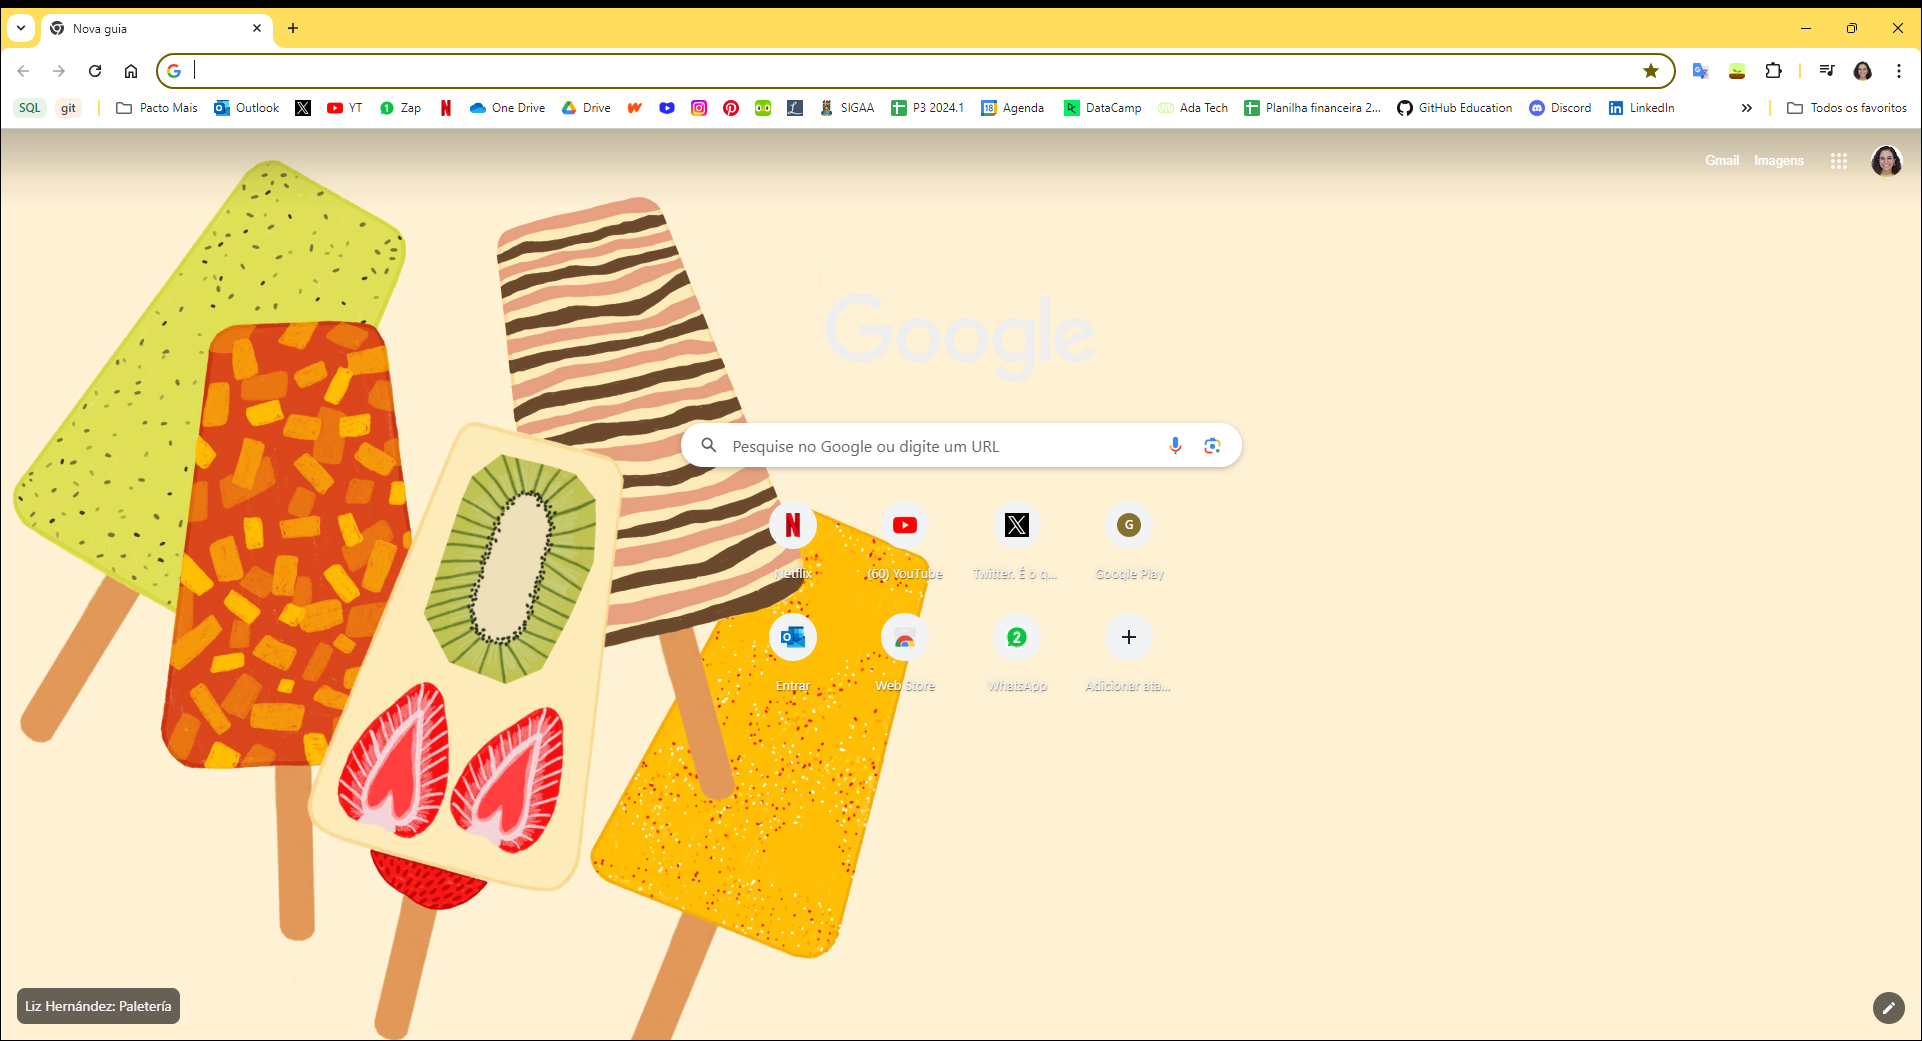 Nova guia
SQL git Pacto Mais Outlook YT Zap One Drive Drive SIGAA P3 2024.1 Agenda DataCamp Ada Tech Planilha financeira 2... GitHub Education Discord LinkedIn Todos os favoritos
Gmail Imagens
Google
Pesquise no Google ou digite um URL
Netflix (60) YouTube Twitter. É o q... Google Play
Entrar Web Store WhatsApp Adicionar ata...
Liz Hernández: Paletería